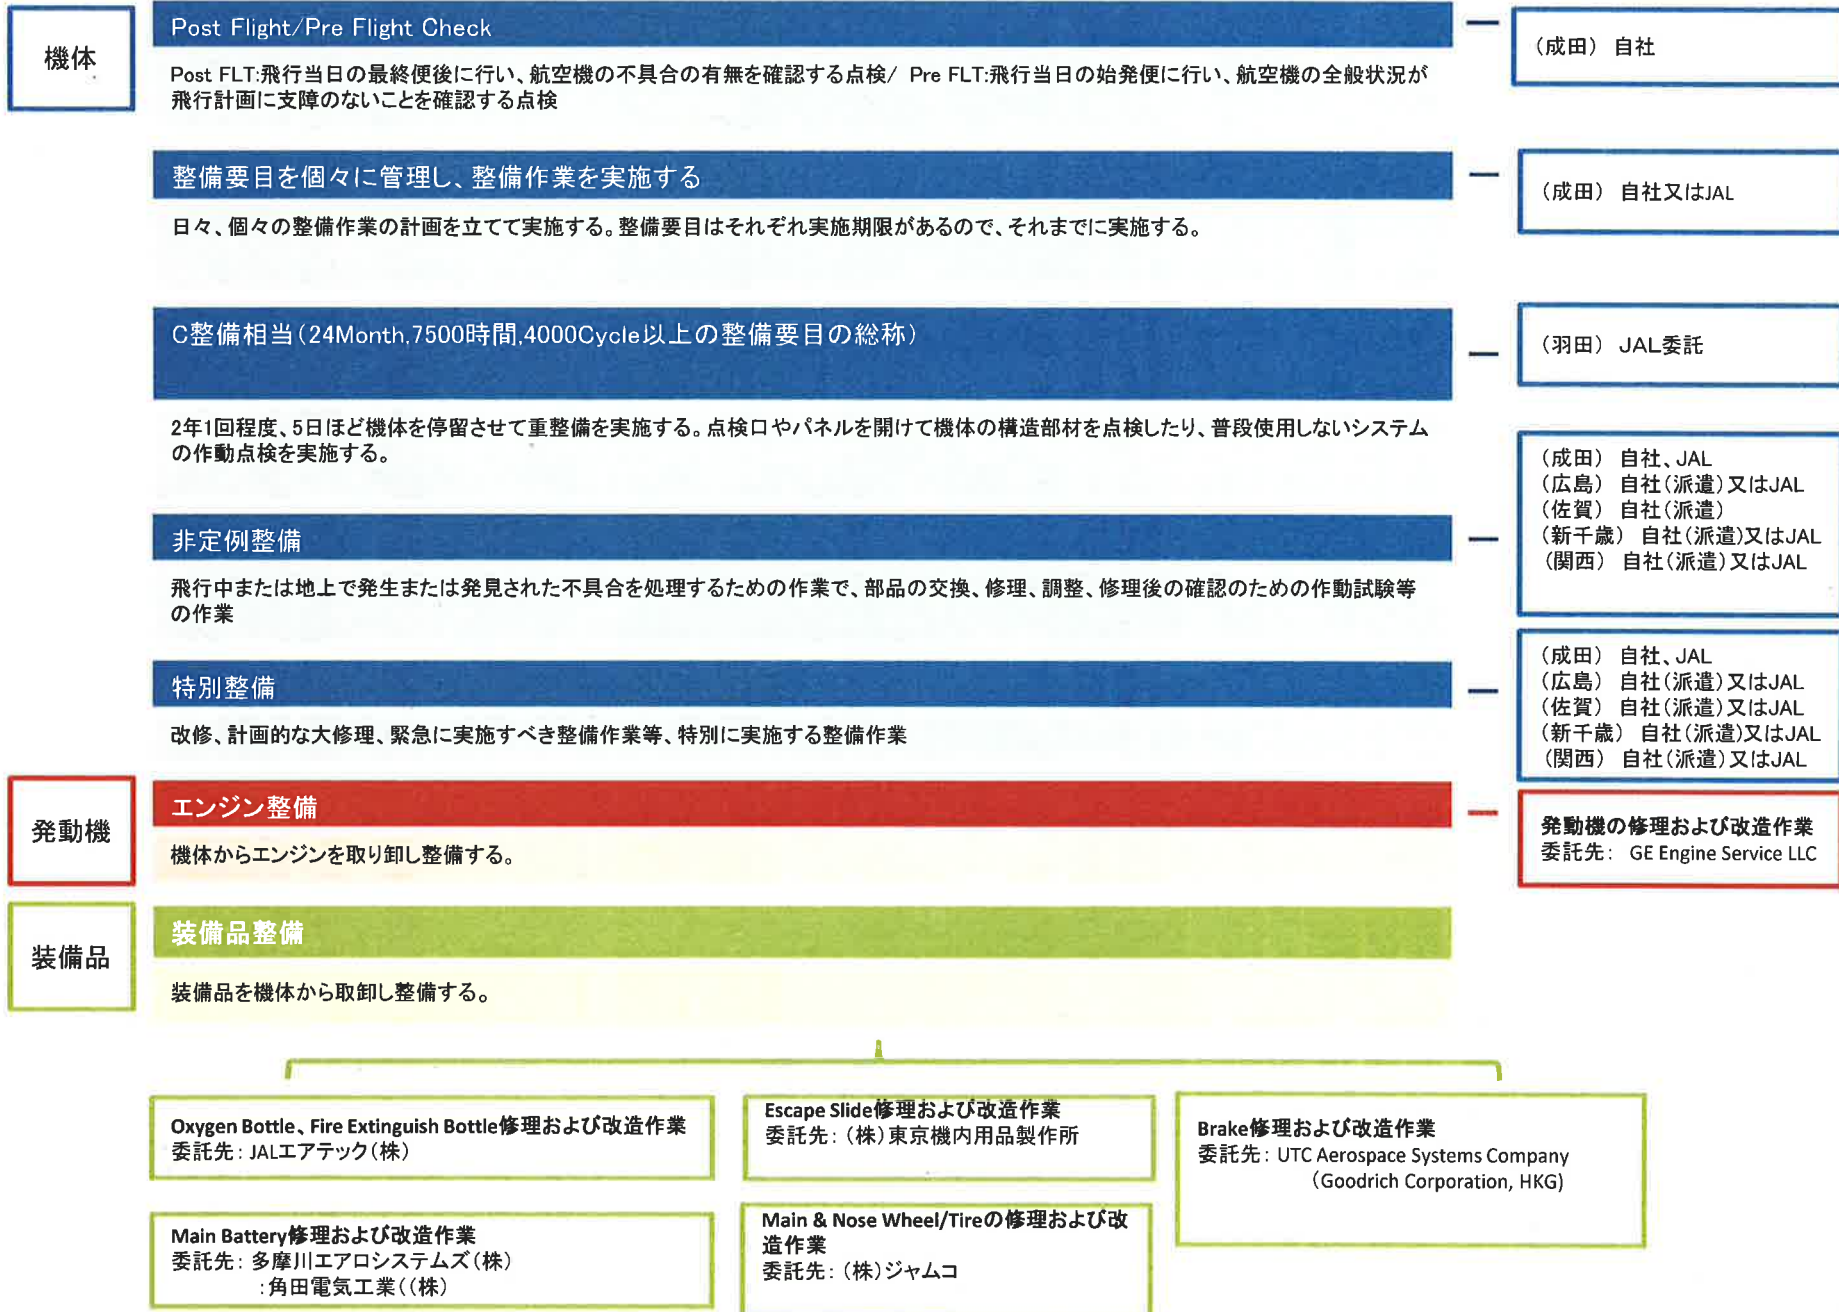 機体
Post Flight/Pre Flight Check
（成田） 自社
Post FLT:飛行当日の最終便後に行い、航空機の不具合の有無を確認する点検/ Pre FLT:飛行当日の始発便に行い、航空機の全般状況が
飛行計画に支障のないことを確認する点検
整備要目を個々に管理し、整備作業を実施する
（成田） 自社又はJAL
日々、個々の整備作業の計画を立てて実施する。整備要目はそれぞれ実施期限があるので、それまでに実施する。
C整備相当（24Month,7500時間,4000Cycle以上の整備要目の総称）
（羽田） JAL委託
2年1回程度、5日ほど機体を停留させて重整備を実施する。点検口やパネルを開けて機体の構造部材を点検したり、普段使用しないシステム
の作動点検を実施する。
非定例整備
（成田） 自社、JAL
（広島） 自社（派遣）又はJAL
（佐賀） 自社（派遣）
（新千歳） 自社（派遣）又はJAL
（関西） 自社（派遣）又はJAL
飛行中または地上で発生または発見された不具合を処理するための作業で、部品の交換、修理、調整、修理後の確認のための作動試験等
の作業
特別整備
（成田） 自社、JAL
（広島） 自社（派遣）又はJAL
（佐賀） 自社（派遣）又はJAL
（新千歳） 自社（派遣）又はJAL
（関西） 自社（派遣）又はJAL
改修、計画的な大修理、緊急に実施すべき整備作業等、特別に実施する整備作業
発動機
エンジン整備
機体からエンジンを取り卸し整備する。
発動機の修理および改造作業
委託先： GE Engine Service LLC
装備品
装備品整備
装備品を機体から取卸し整備する。
Oxygen Bottle、Fire Extinguish Bottle修理および改造作業
委託先：JALエアテック（株）
Escape Slide修理および改造作業
委託先：（株）東京機内用品製作所
Brake修理および改造作業
委託先：UTC Aerospace Systems Company
（Goodrich Corporation, HKG)
Main Battery修理および改造作業
委託先：多摩川エアロシステムズ（株）
：角田電気工業（（株）
Main & Nose Wheel/Tireの修理および改
造作業
委託先：（株）ジャムコ